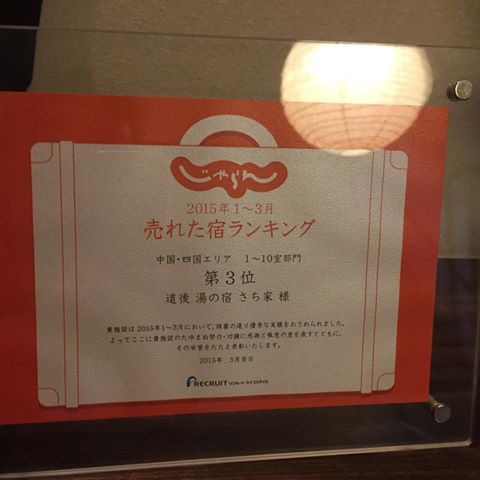 じゃらん
2015年1～3月
売れた宿ランキング
中国・四国エリア 1～10室部門
第3位
道後 湯の宿 さち家 様
貴施設は2015年1～3月において、頭書の通り優秀な実績をおさめられました。
よってここに貴施設のたゆまぬ努力・功績に感謝と敬意の意を表すとともに、
その栄誉をたたえ表彰いたします。
2015年 5月吉日
RECRUIT リクルートライフスタイル